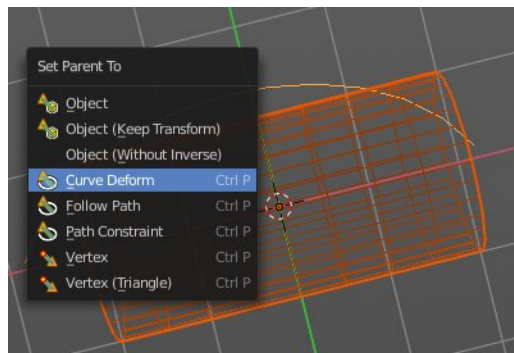 Set Parent To
Object
Object (Keep Transform)
Object (Without Inverse)
Curve Deform Ctrl P
Follow Path Ctrl P
Path Constraint Ctrl P
Vertex Ctrl P
Vertex (Triangle) Ctrl P